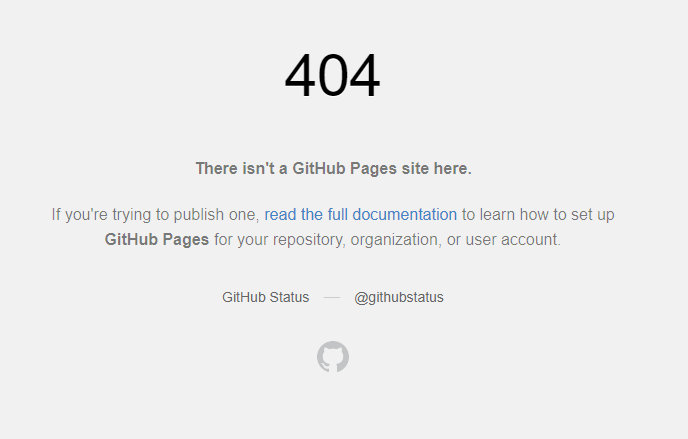 404
There isn't a GitHub Pages site here.
If you're trying to publish one, read the full documentation to learn how to set up
GitHub Pages for your repository, organization, or user account.
GitHub Status — @githubstatus